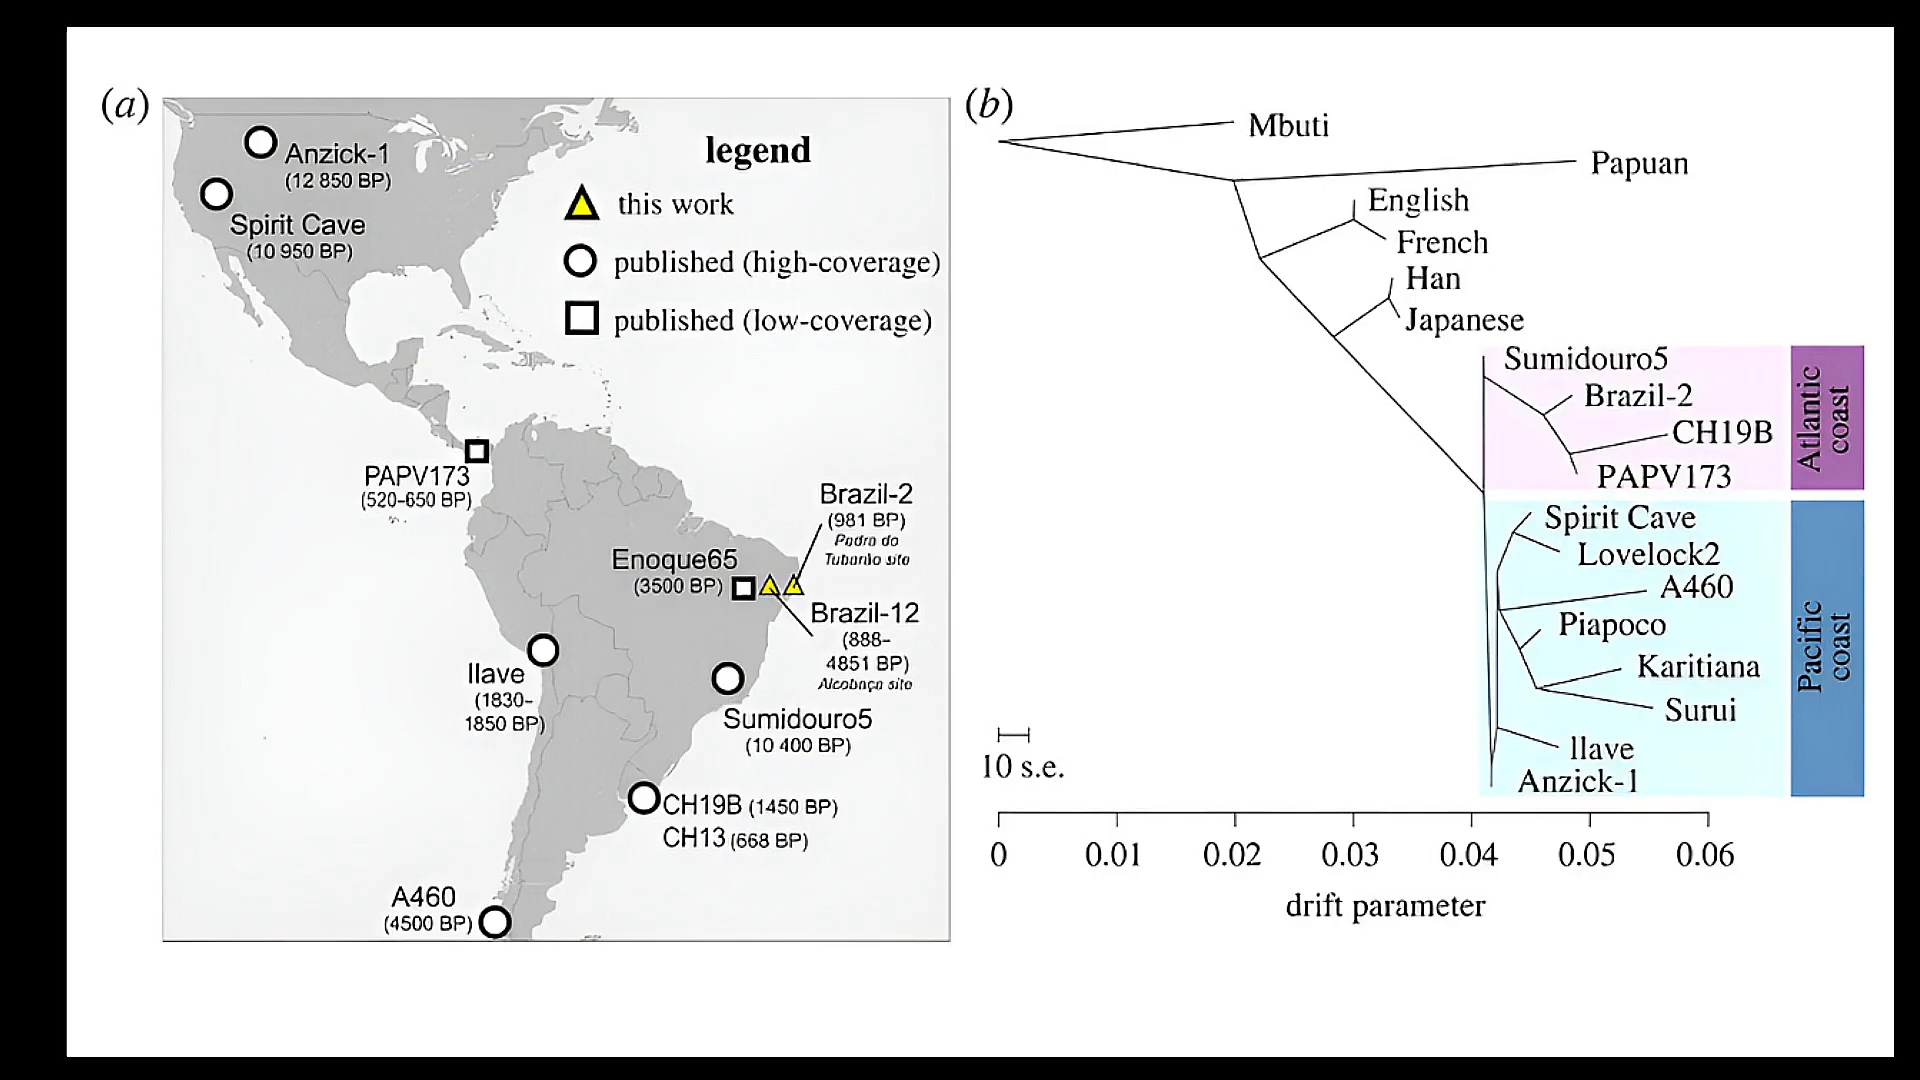 (a)
Anzick-1
(12 850 BP)
Spirit Cave
(10 950 BP)
legend
this work
published (high-coverage)
published (low-coverage)
PAPV173
(520–650 BP)
Brazil-2
(981 BP)
Pedra do
Tubarão site
Enoque65
(3500 BP)
Brazil-12
(888–
4851 BP)
Alcobaça site
Ilave
(1830–
1850 BP)
Sumidouro5
(10 400 BP)
CH19B (1450 BP)
CH13 (668 BP)
A460
(4500 BP)
(b)
Mbuti
Papuan
English
French
Han
Japanese
Sumidouro5
Brazil-2
CH19B
PAPV173
Atlantic
coast
Spirit Cave
Lovelock2
A460
Piapoco
Karitiana
Surui
Ilave
Anzick-1
Pacific
coast
10 s.e.
0 0.01 0.02 0.03 0.04 0.05 0.06
drift parameter